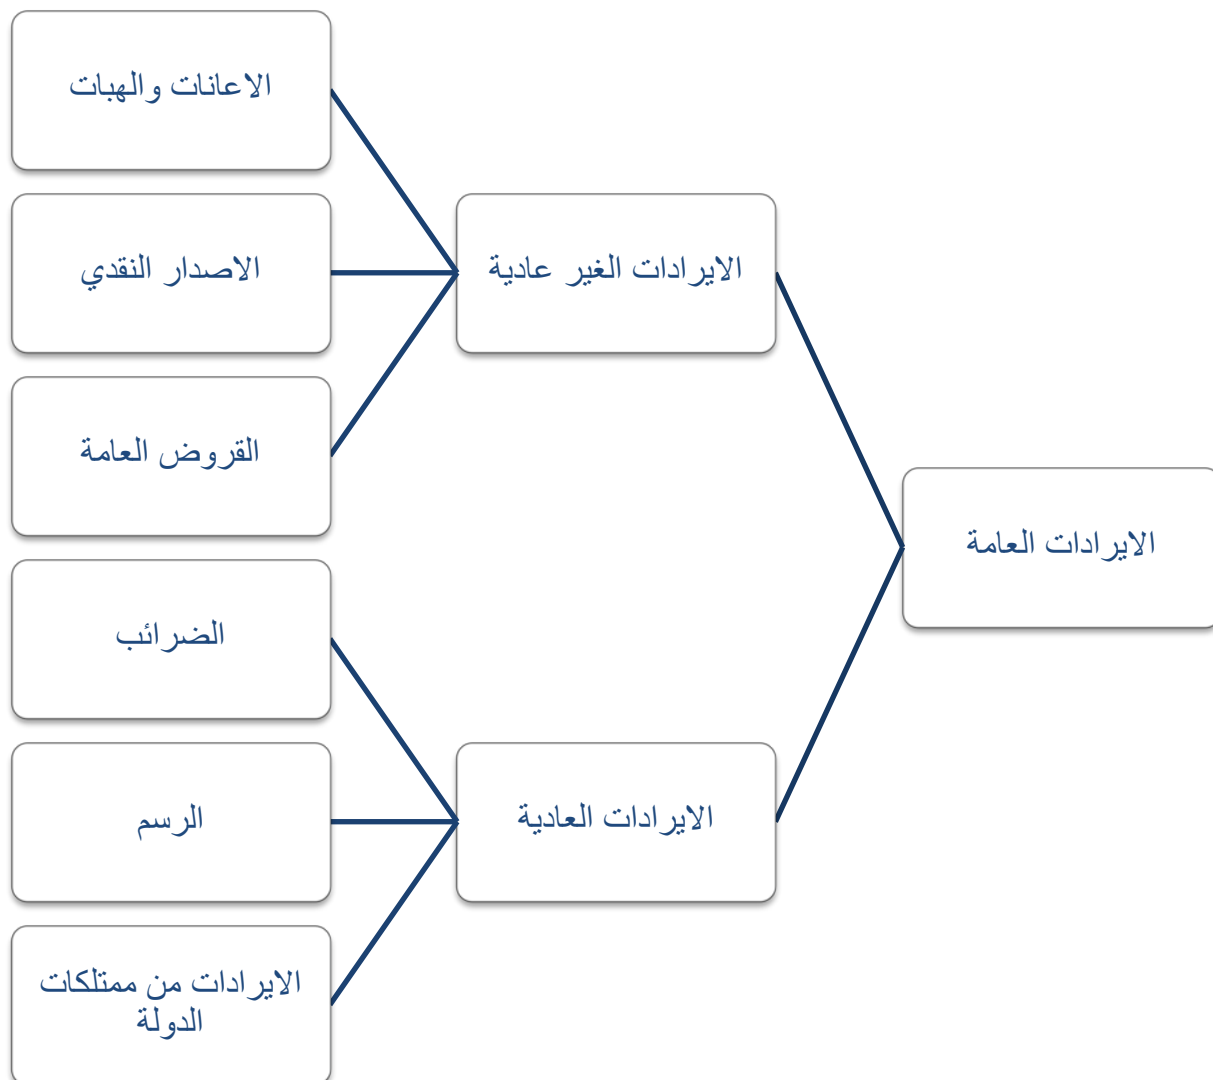 الايرادات العامة
الايرادات الغير عادية
الاعانات والهبات
الاصدار النقدي
القروض العامة
الايرادات العادية
الضرائب
الرسم
الايرادات من ممتلكات
الدولة